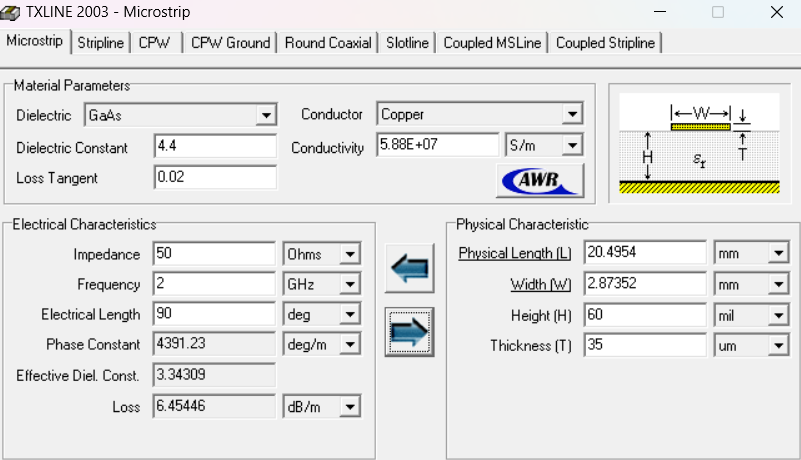 TXLINE 2003 - Microstrip
Microstrip Stripline CPW CPW Ground Round Coaxial Slotline Coupled MSLine Coupled Stripline
Material Parameters
Dielectric GaAs Conductor Copper
Dielectric Constant 4.4 Conductivity 5.88E+07 S/m
Loss Tangent 0.02 AWR
W
H εr T
Electrical Characteristics
Impedance 50 Ohms
Frequency 2 GHz
Electrical Length 90 deg
Phase Constant 4391.23 deg/m
Effective Diel. Const. 3.34309
Loss 6.45446 dB/m
Physical Characteristic
Physical Length (L) 20.4954 mm
Width (W) 2.87352 mm
Height (H) 60 mil
Thickness (T) 35 um